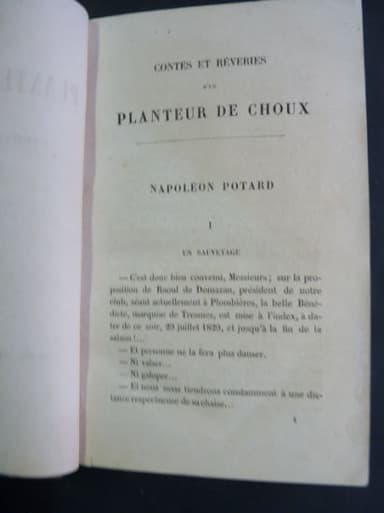 CONTES ET RÊVERIES
D'UN
PLANTEUR DE CHOUX
NAPOLÉON POTARD
I
UN SAUVETAGE
— C'est donc bien convenu, Messieurs; sur la pro-
position de Raoul de Domazan, président de notre
club, séant actuellement à Plombières, la belle Béné-
dicte, marquise de Tresmes, est mise à l'index, à da-
ter de ce soir, 29 juillet 1829, et jusqu'à la fin de la
saison!...
— Et personne ne la fera plus danser.
— Ni valser...
— Ni galoper...
— Et nous nous tiendrons constamment à une dis-
tance respectueuse de sa chaise...